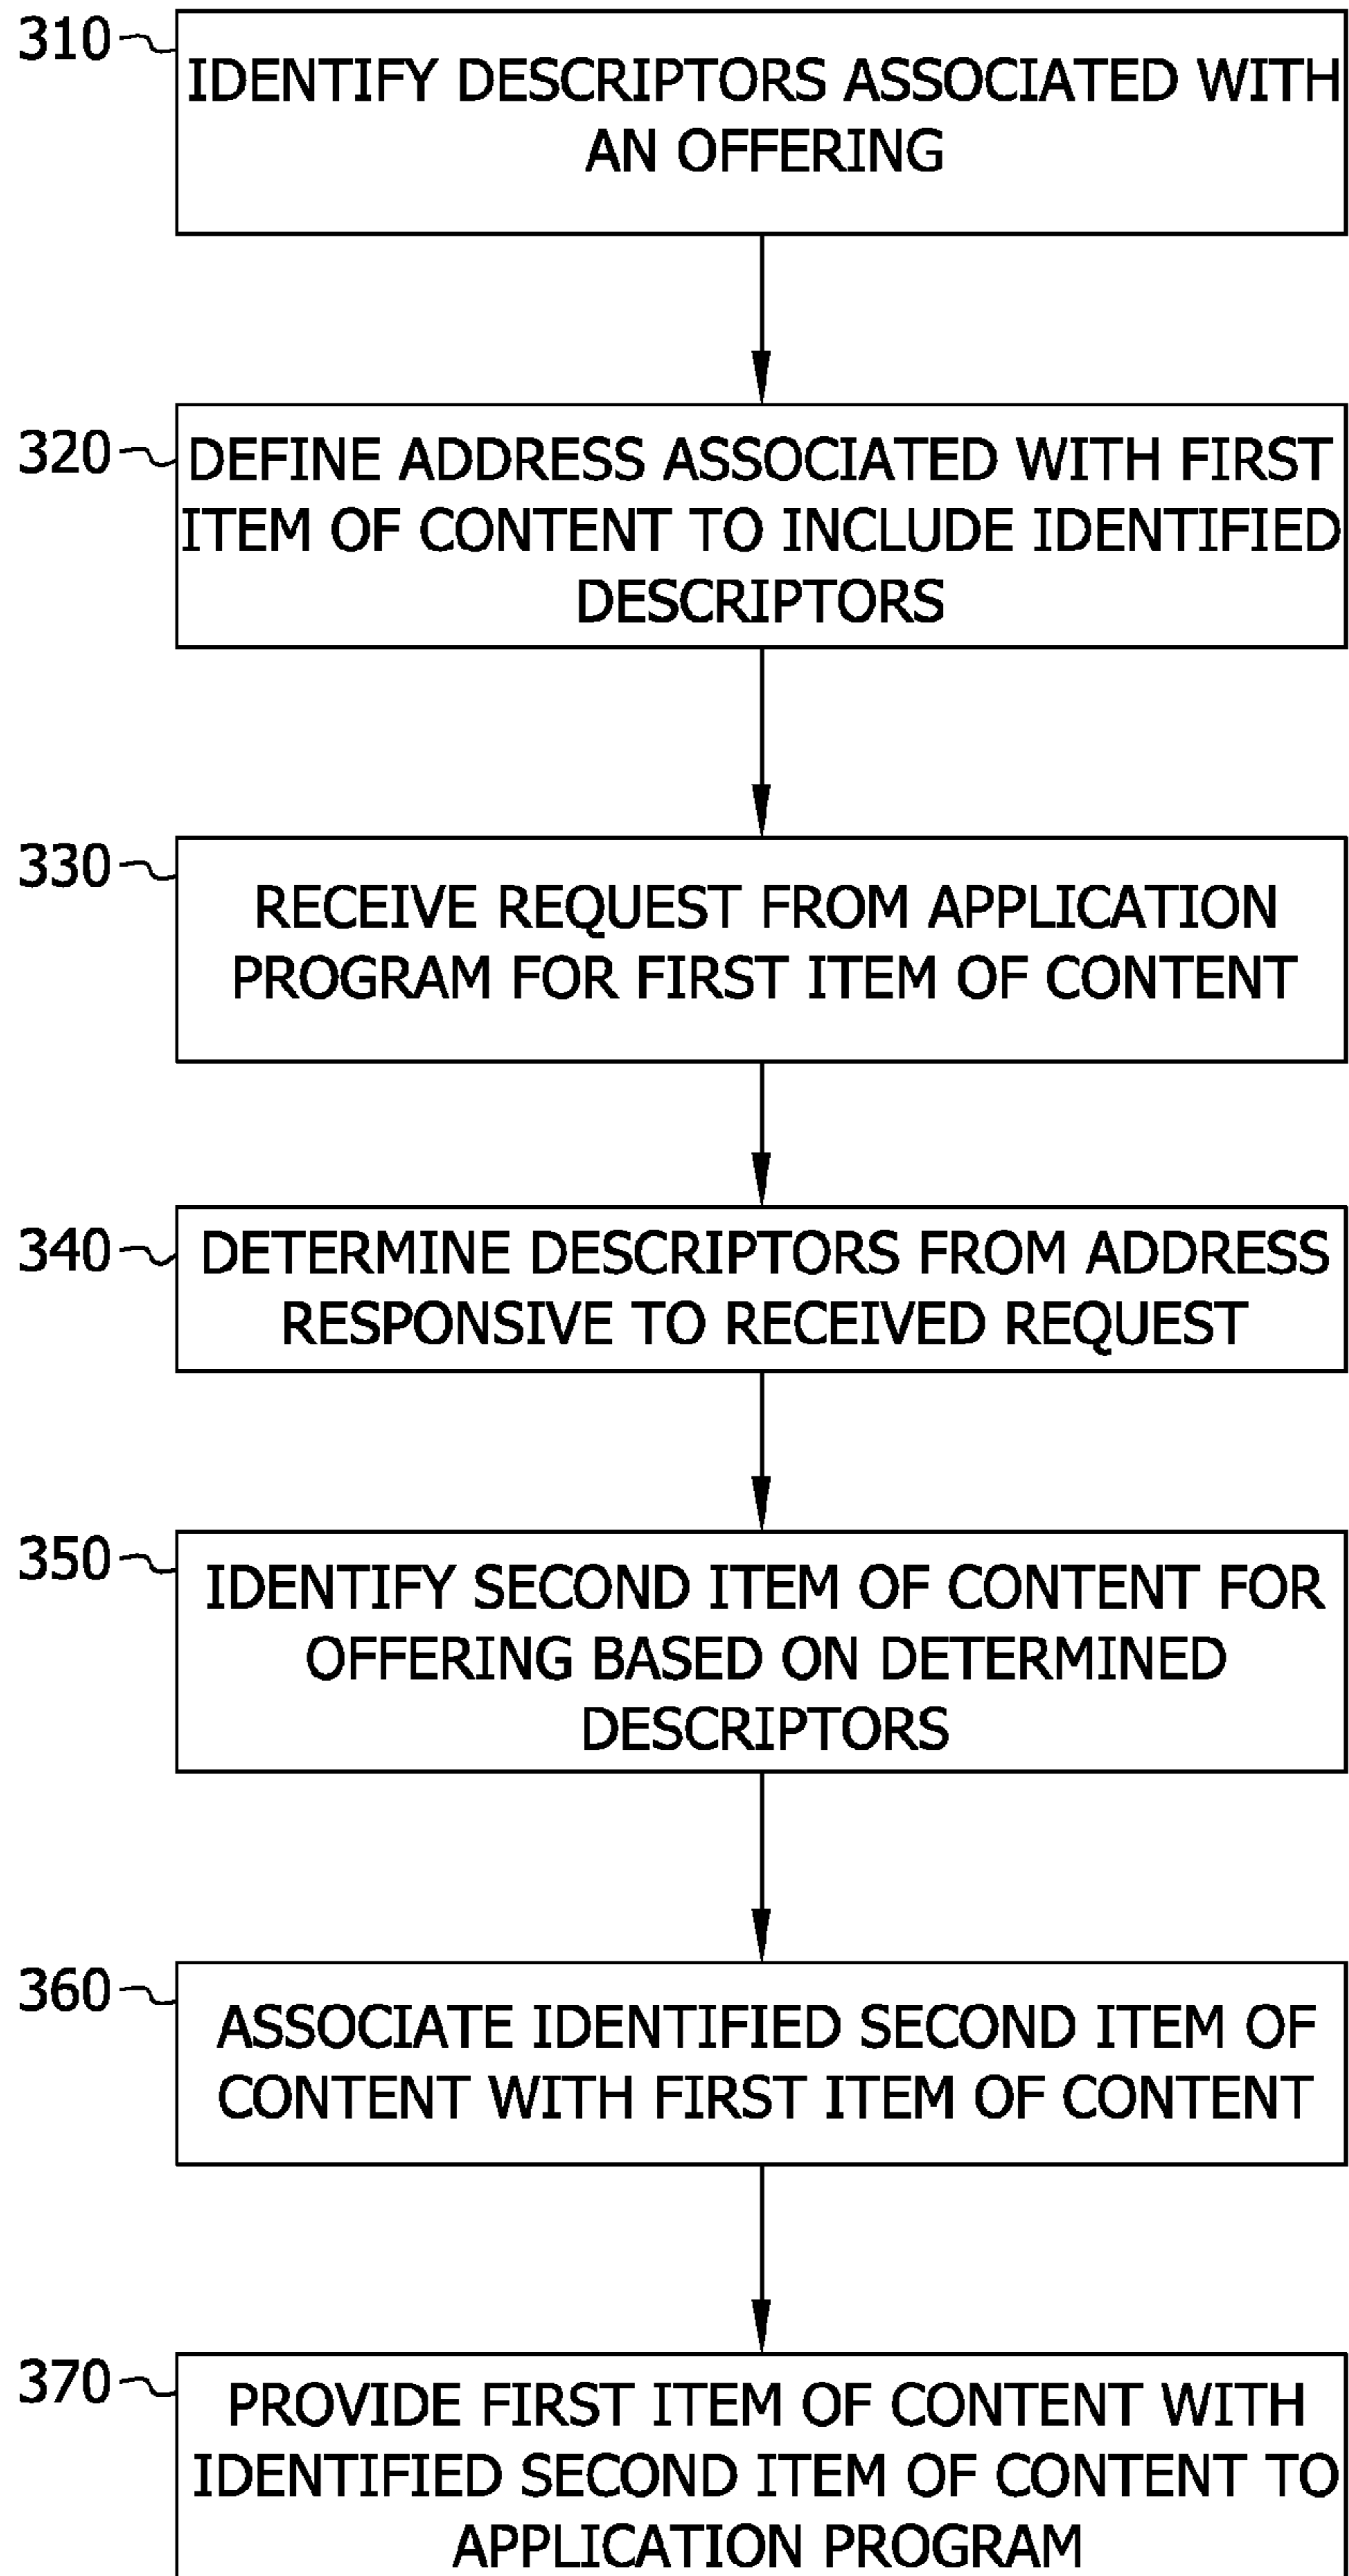 310
IDENTIFY DESCRIPTORS ASSOCIATED WITH
AN OFFERING
320
DEFINE ADDRESS ASSOCIATED WITH FIRST
ITEM OF CONTENT TO INCLUDE IDENTIFIED
DESCRIPTORS
330
RECEIVE REQUEST FROM APPLICATION
PROGRAM FOR FIRST ITEM OF CONTENT
340
DETERMINE DESCRIPTORS FROM ADDRESS
RESPONSIVE TO RECEIVED REQUEST
350
IDENTIFY SECOND ITEM OF CONTENT FOR
OFFERING BASED ON DETERMINED
DESCRIPTORS
360
ASSOCIATE IDENTIFIED SECOND ITEM OF
CONTENT WITH FIRST ITEM OF CONTENT
370
PROVIDE FIRST ITEM OF CONTENT WITH
IDENTIFIED SECOND ITEM OF CONTENT TO
APPLICATION PROGRAM